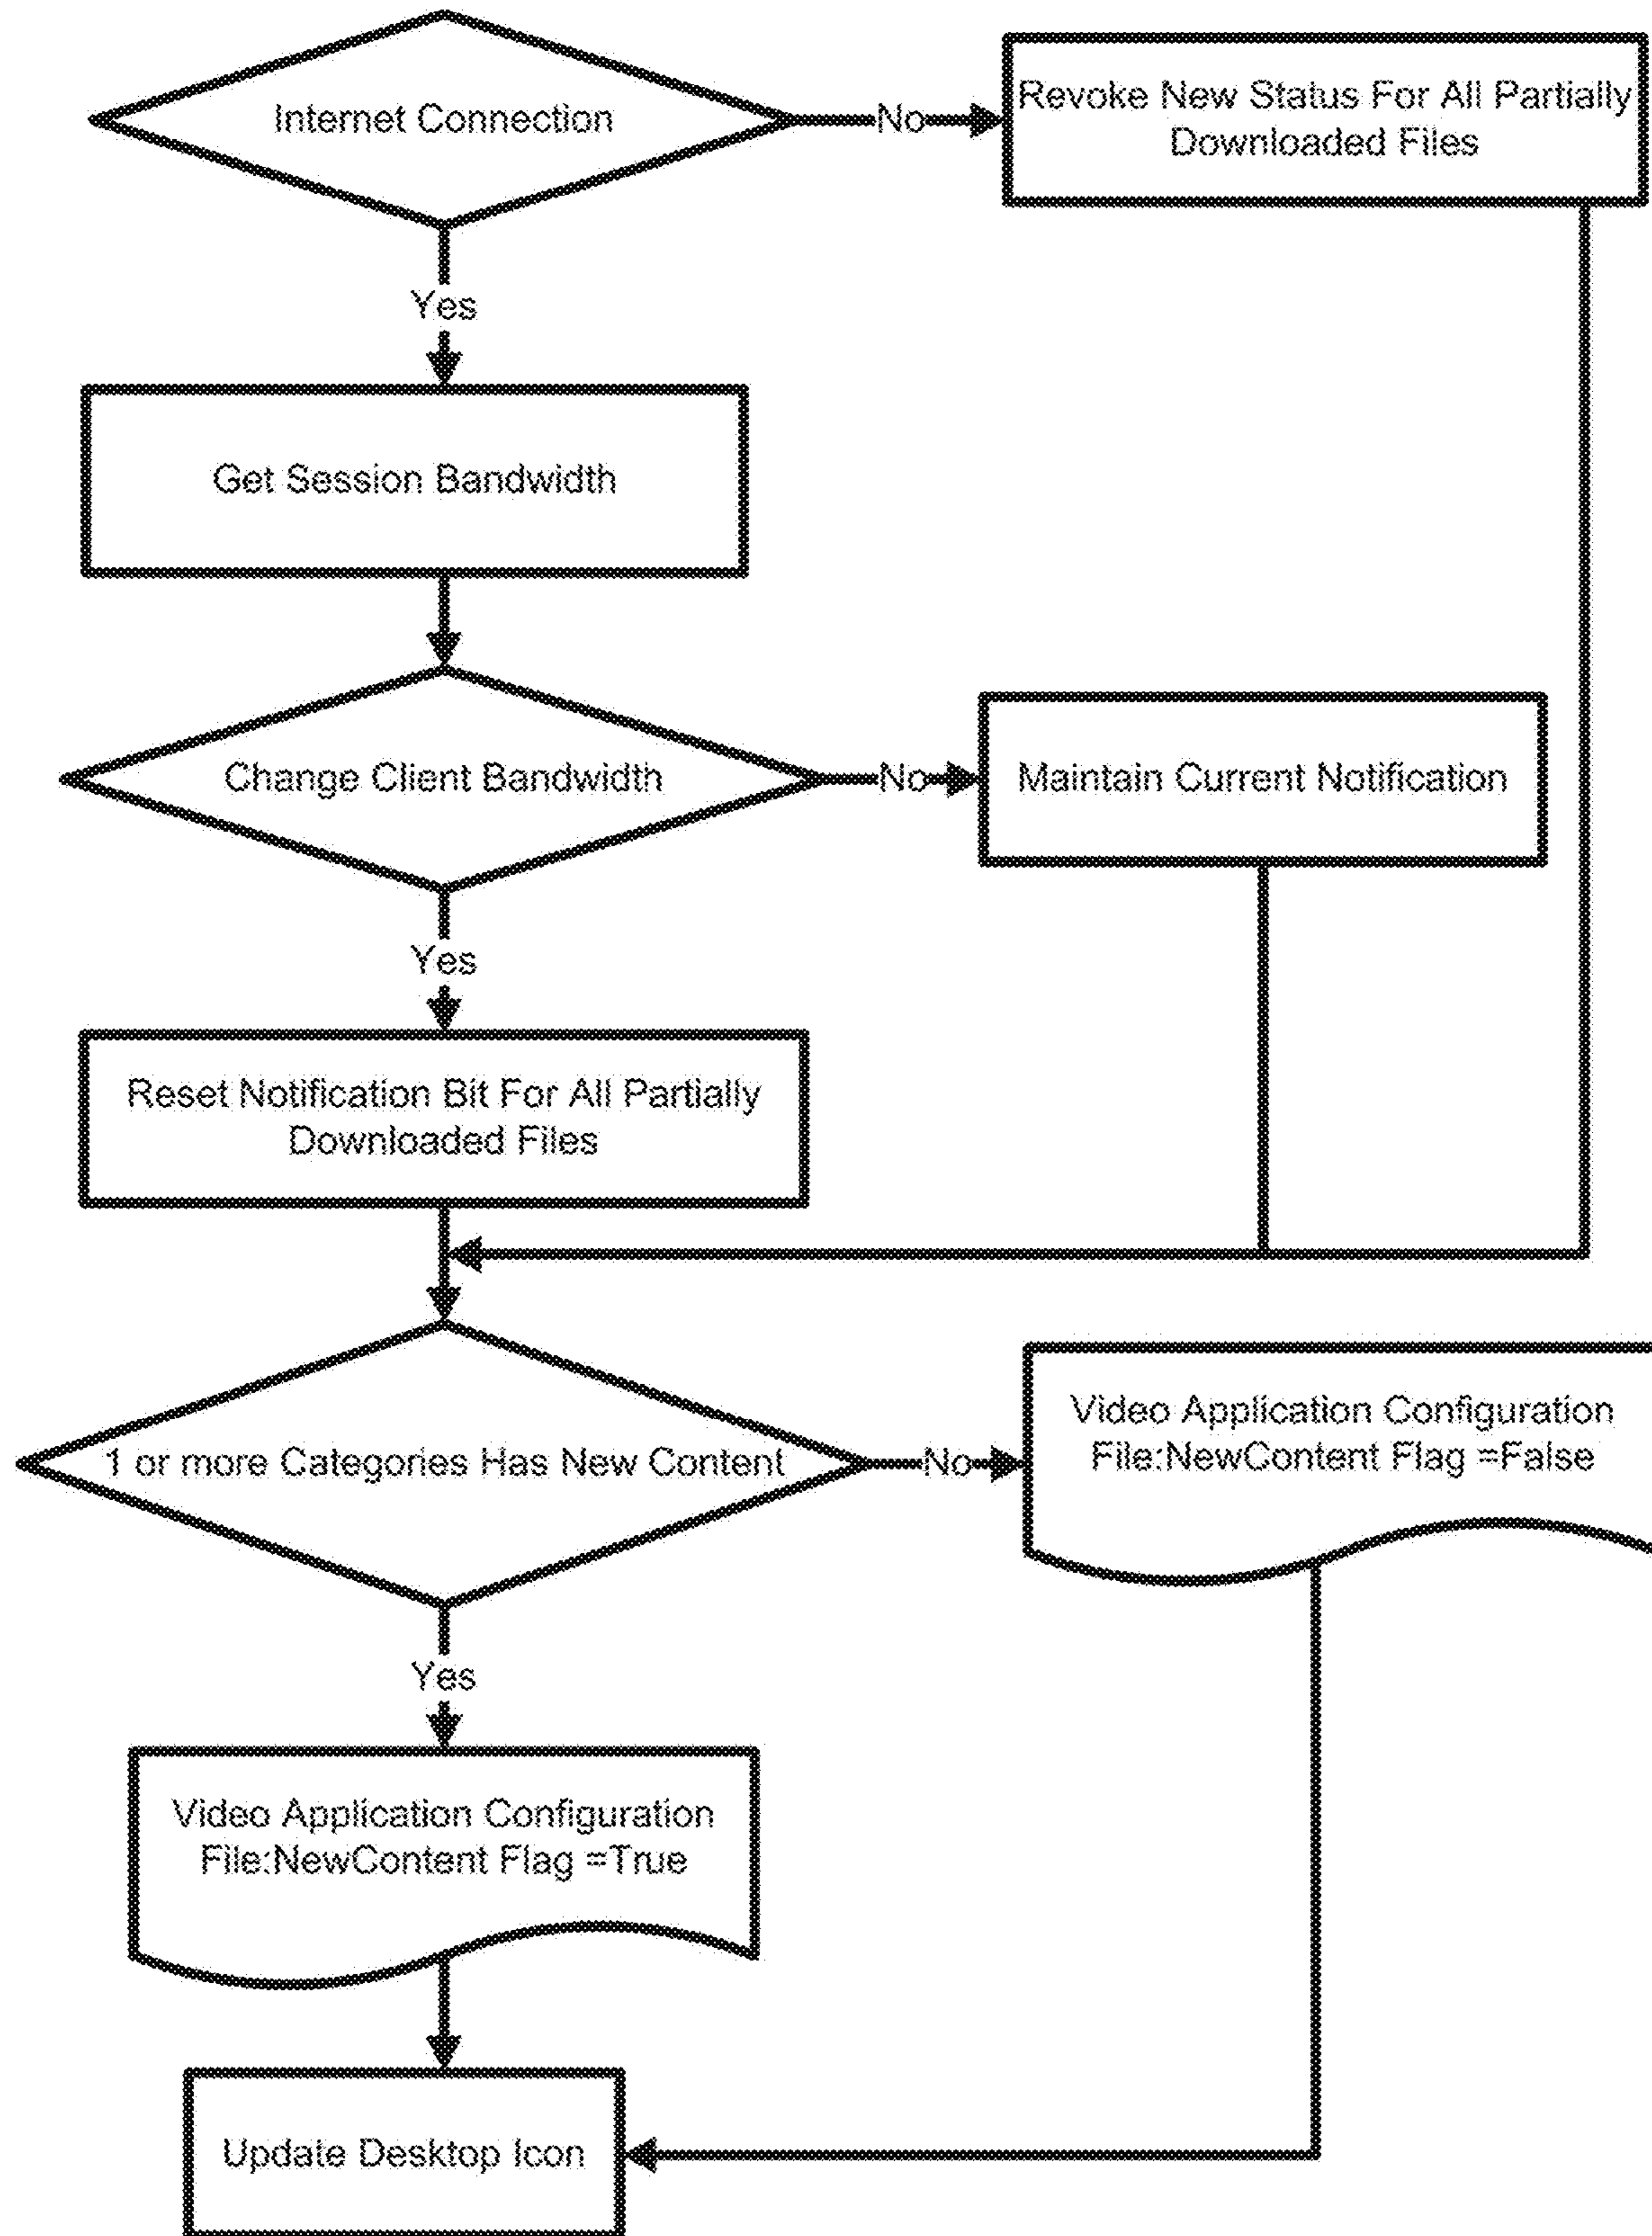 Internet Connection
No
Revoke New Status For All Partially
Downloaded Files
Yes
Get Session Bandwidth
Change Client Bandwidth
No
Maintain Current Notification
Yes
Reset Notification Bit For All Partially
Downloaded Files
1 or more Categories Has New Content
No
Video Application Configuration
File:NewContent Flag =False
Yes
Video Application Configuration
File:NewContent Flag =True
Update Desktop Icon